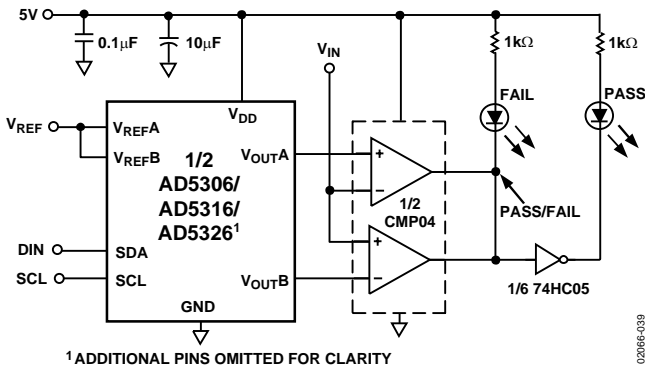 5V
0.1µF
10µF
VIN
1kΩ
1kΩ
FAIL
PASS
VDD
VREF
VREFA
VREFB
1/2
AD5306/
AD5316/
AD5326¹
VOUTA
VOUTB
DIN
SDA
SCL
SCL
GND
+
−
+
−
1/2
CMP04
PASS/FAIL
1/6 74HC05
¹ADDITIONAL PINS OMITTED FOR CLARITY
02066-039